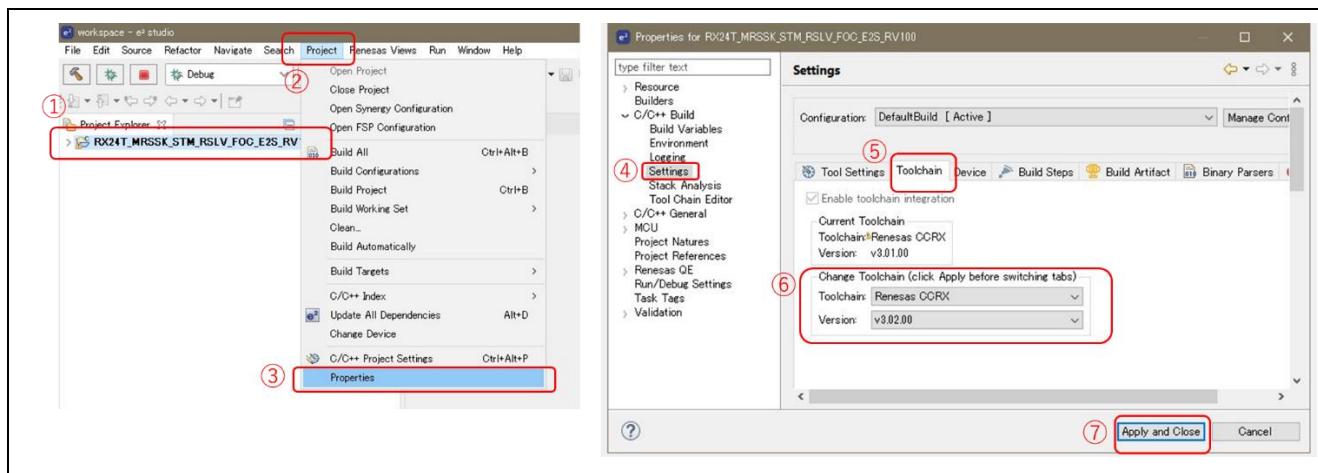 workspace - e² studio
File Edit Source Refactor Navigate Search Project Renesas Views Run Window Help
Debug
②
①
Project Explorer
RX24T_MRSSK_STM_RSLV_FOC_E2S_RV
Open Project
Close Project
Open Synergy Configuration
Open FSP Configuration
Build All Ctrl+Alt+B
Build Configurations
Build Project Ctrl+B
Build Working Set
Clean...
Build Automatically
Build Targets
C/C++ Index
Update All Dependencies Alt+D
Change Device
C/C++ Project Settings Ctrl+Alt+P
③ Properties
Properties for RX24T_MRSSK_STM_RSLV_FOC_E2S_RV100
type filter text
Resource
Builders
C/C++ Build
Build Variables
Environment
Logging
④ Settings
Stack Analysis
Tool Chain Editor
C/C++ General
MCU
Project Natures
Project References
Renesas QE
Run/Debug Settings
Task Tags
Validation
Settings
Configuration: DefaultBuild [ Active ] Manage Conf
⑤
Tool Settings Toolchain Device Build Steps Build Artifact Binary Parsers
Enable toolchain integration
Current Toolchain
Toolchain: Renesas CCRX
Version: v3.01.00
⑥ Change Toolchain (click Apply before switching tabs)
Toolchain: Renesas CCRX
Version: v3.02.00
⑦ Apply and Close Cancel